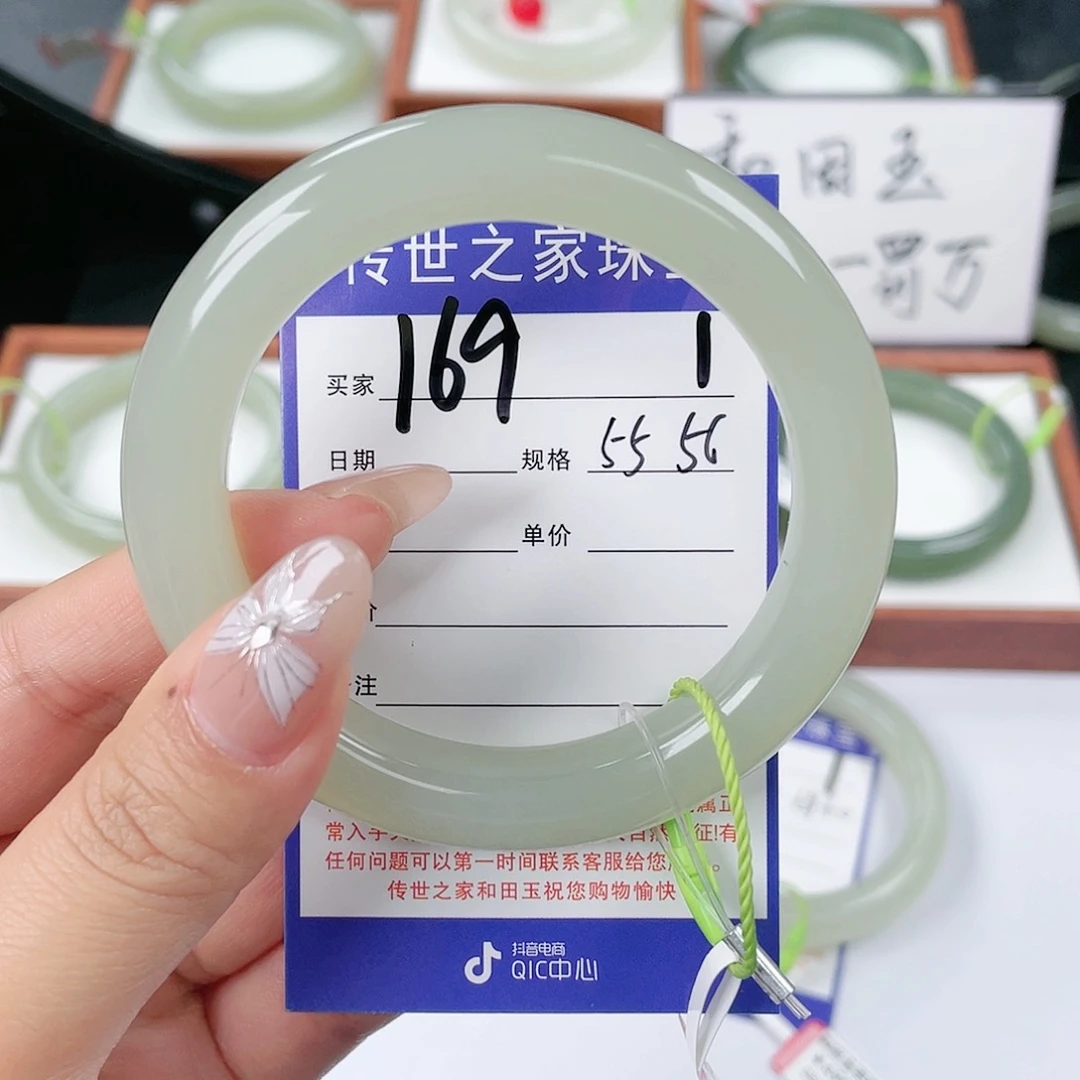 和田玉
一罚万
传世之家珠
买家 169 1
日期 规格 55 56
单价
价
注
属正
征!有
任何问题可以第一时间联系客服给您
传世之家和田玉祝您购物愉快
抖音电商
QIC中心